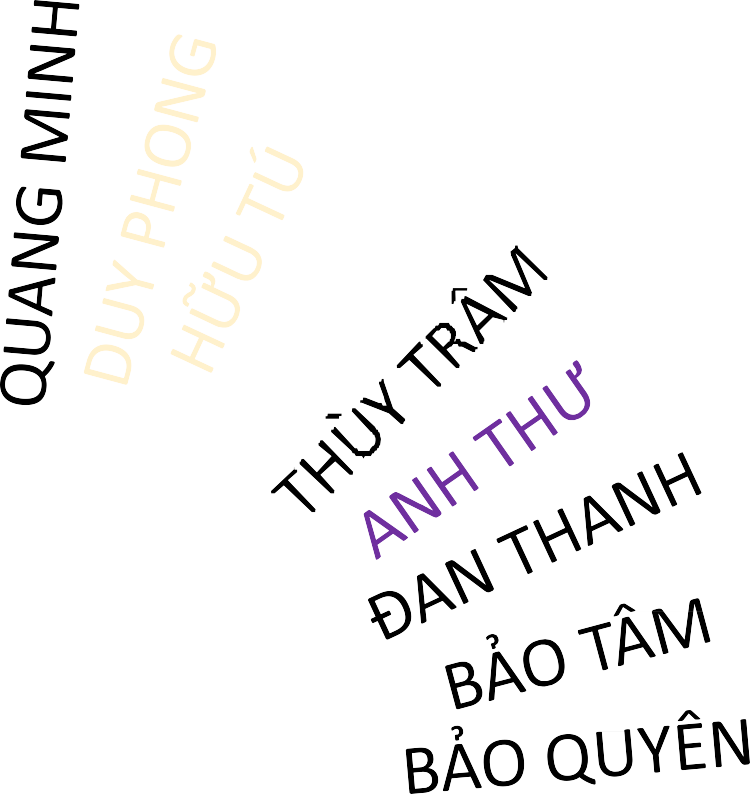 QUANG MINH
DUY PHONG
HỮU TÚ
THÙY TRÂM
ANH THƯ
ĐAN THANH
BẢO TÂM
BẢO QUYÊN